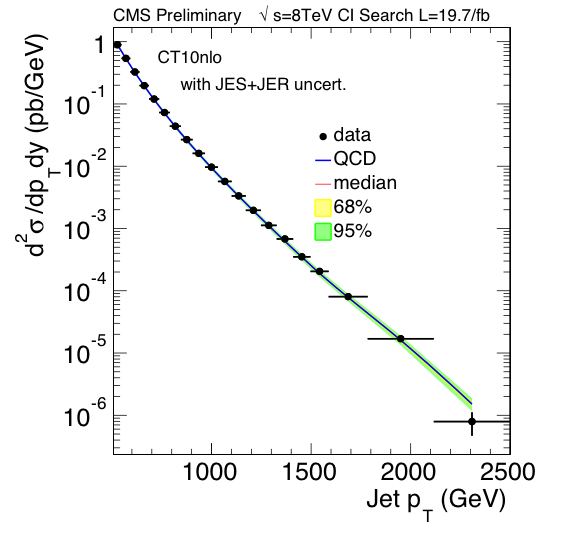 CMS Preliminary √s=8TeV CI Search L=19.7/fb
CT10nlo
with JES+JER uncert.
data
QCD
median
68%
95%
d²σ/dp_T dy (pb/GeV)
1
10⁻¹
10⁻²
10⁻³
10⁻⁴
10⁻⁵
10⁻⁶
1000 1500 2000 2500
Jet p_T (GeV)